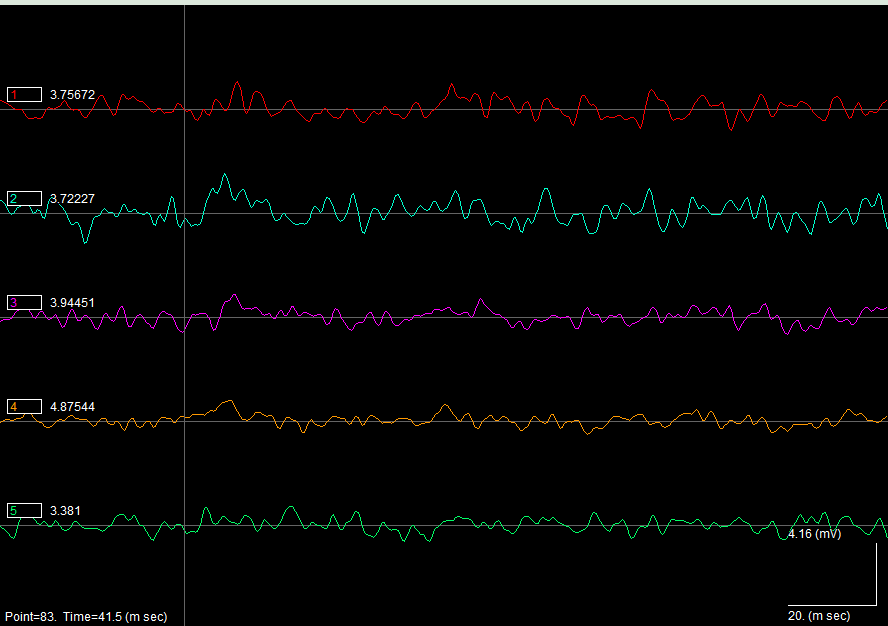 1 3.75672
2 3.72227
3 3.94451
4 4.87544
5 3.381
4.16 (mV)
20. (m sec)
Point=83. Time=41.5 (m sec)